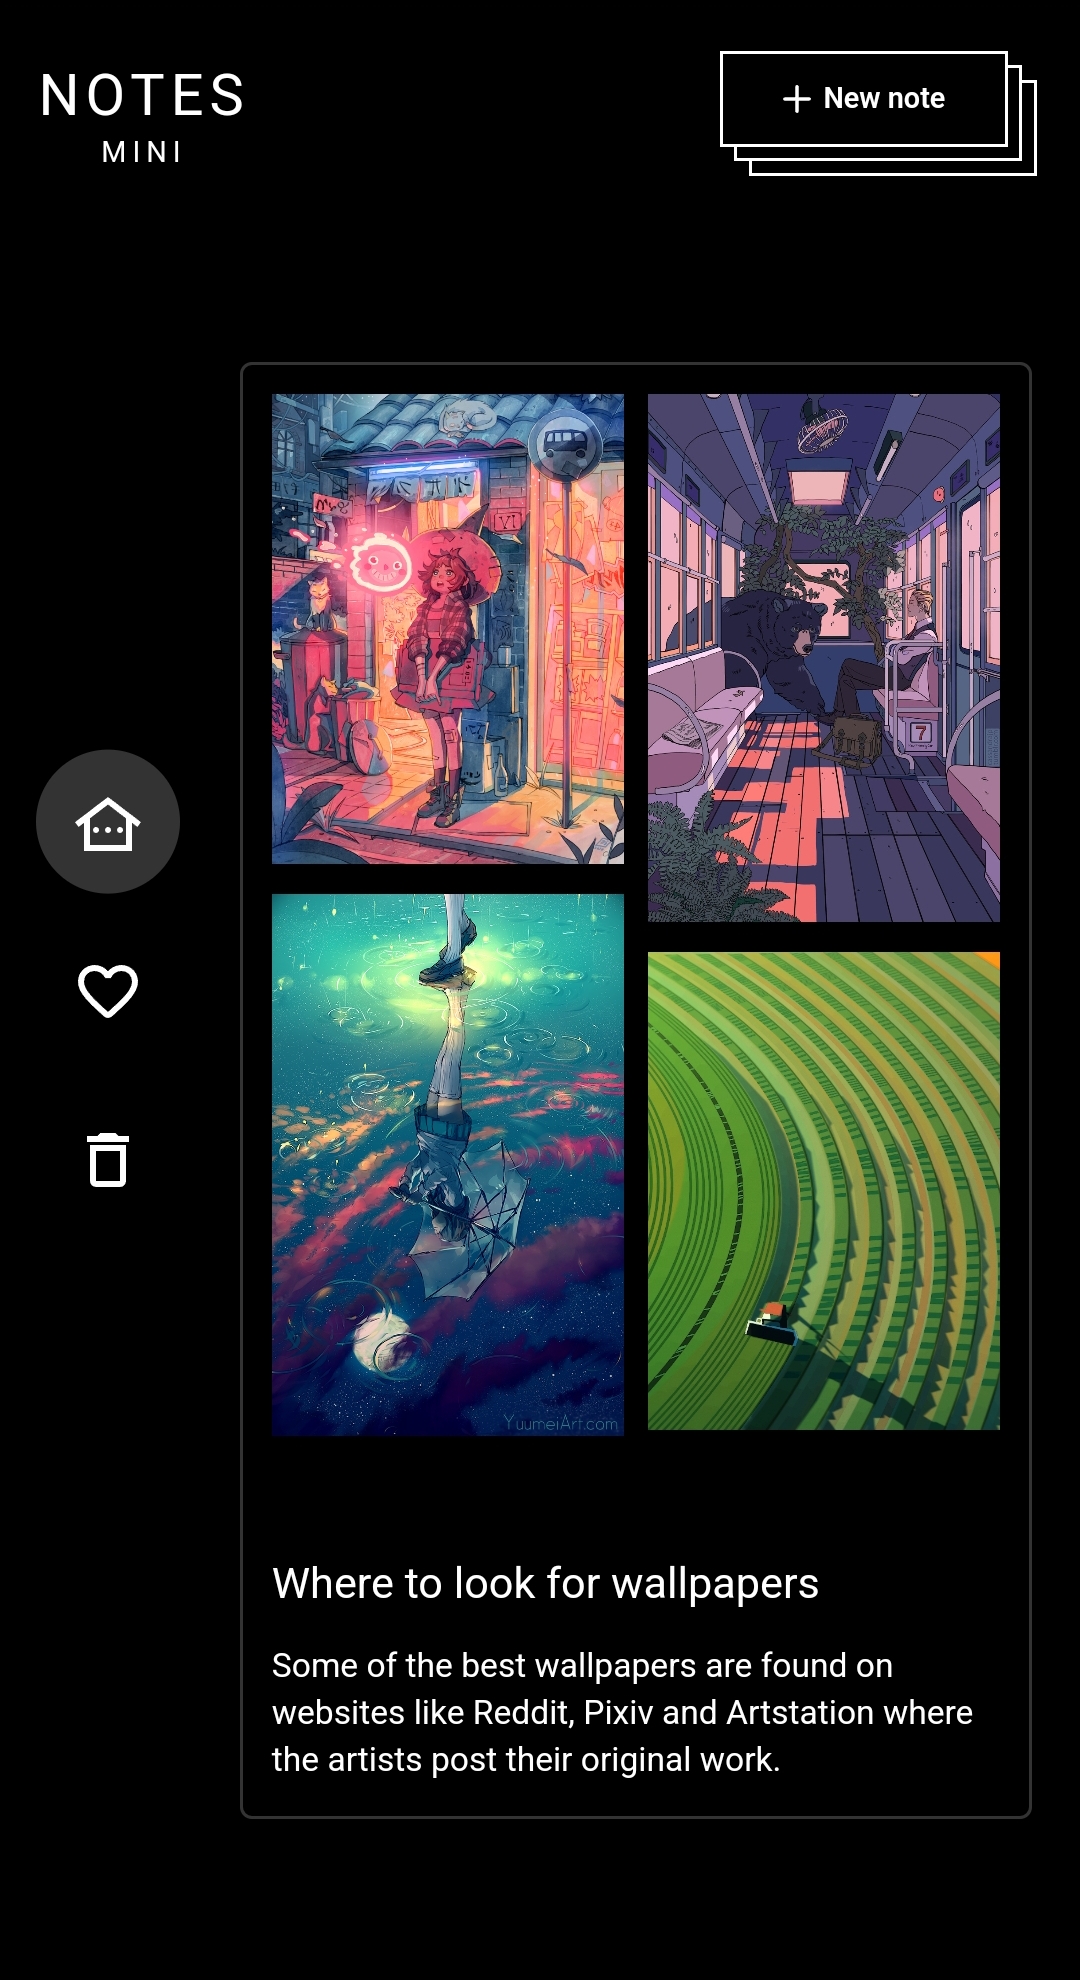 NOTES
MINI
+ New note
7
YuumeiArt.com
Where to look for wallpapers
Some of the best wallpapers are found on
websites like Reddit, Pixiv and Artstation where
the artists post their original work.